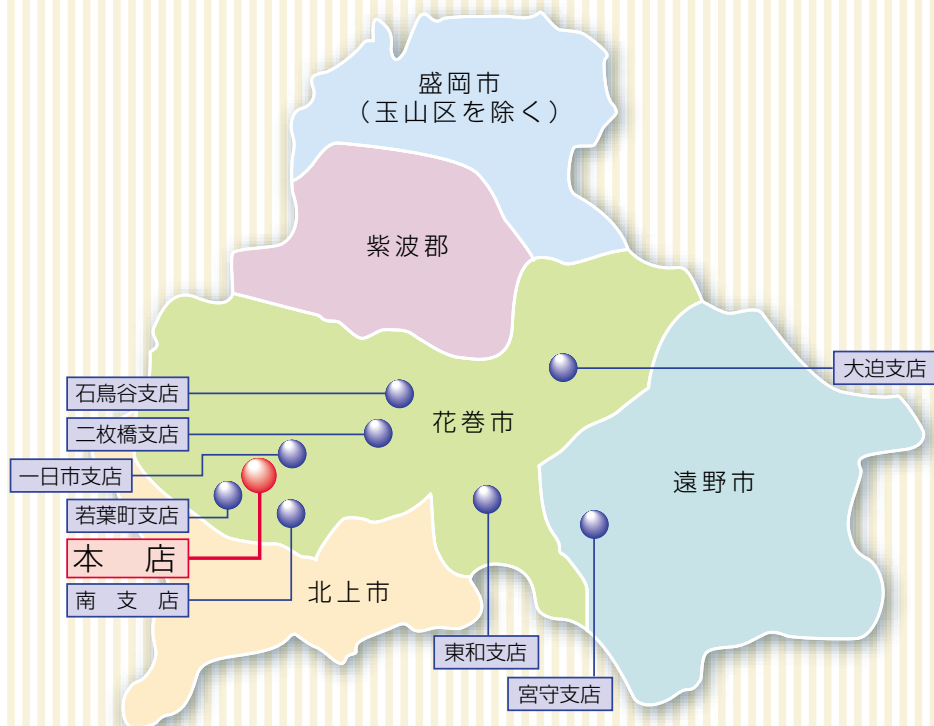 盛岡市
（玉山区を除く）
紫波郡
大迫支店
石鳥谷支店
花巻市
二枚橋支店
一日市支店
遠野市
若葉町支店
本　店
北上市
南　支　店
東和支店
宮守支店